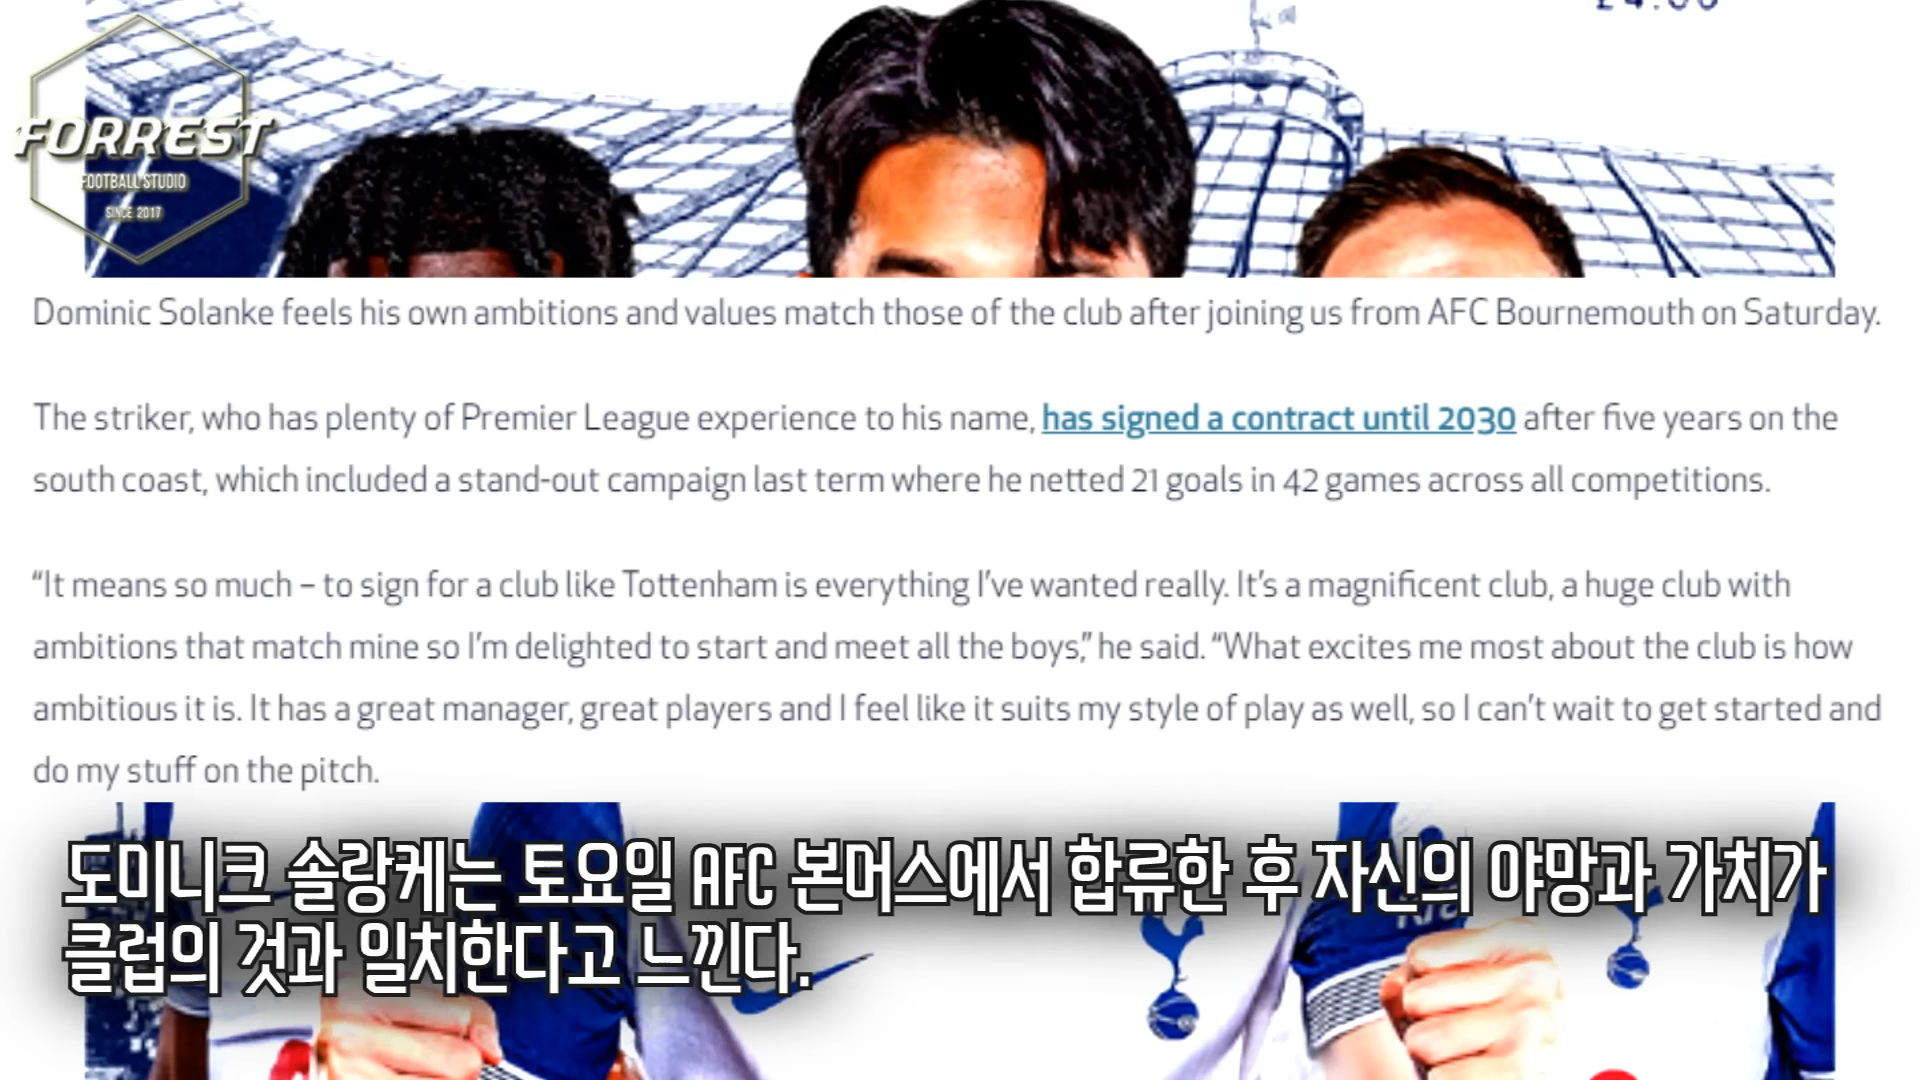 FORREST
FOOTBALL STUDIO
SINCE 2017
Dominic Solanke feels his own ambitions and values match those of the club after joining us from AFC Bournemouth on Saturday.
The striker, who has plenty of Premier League experience to his name, has signed a contract until 2030 after five years on the
south coast, which included a stand-out campaign last term where he netted 21 goals in 42 games across all competitions.
“It means so much – to sign for a club like Tottenham is everything I’ve wanted really. It’s a magnificent club, a huge club with
ambitions that match mine so I’m delighted to start and meet all the boys,” he said. “What excites me most about the club is how
ambitious it is. It has a great manager, great players and I feel like it suits my style of play as well, so I can’t wait to get started and
do my stuff on the pitch.
도미니크 솔랑케는 토요일 AFC 본머스에서 합류한 후 자신의 야망과 가치가
클럽의 것과 일치한다고 느낀다.